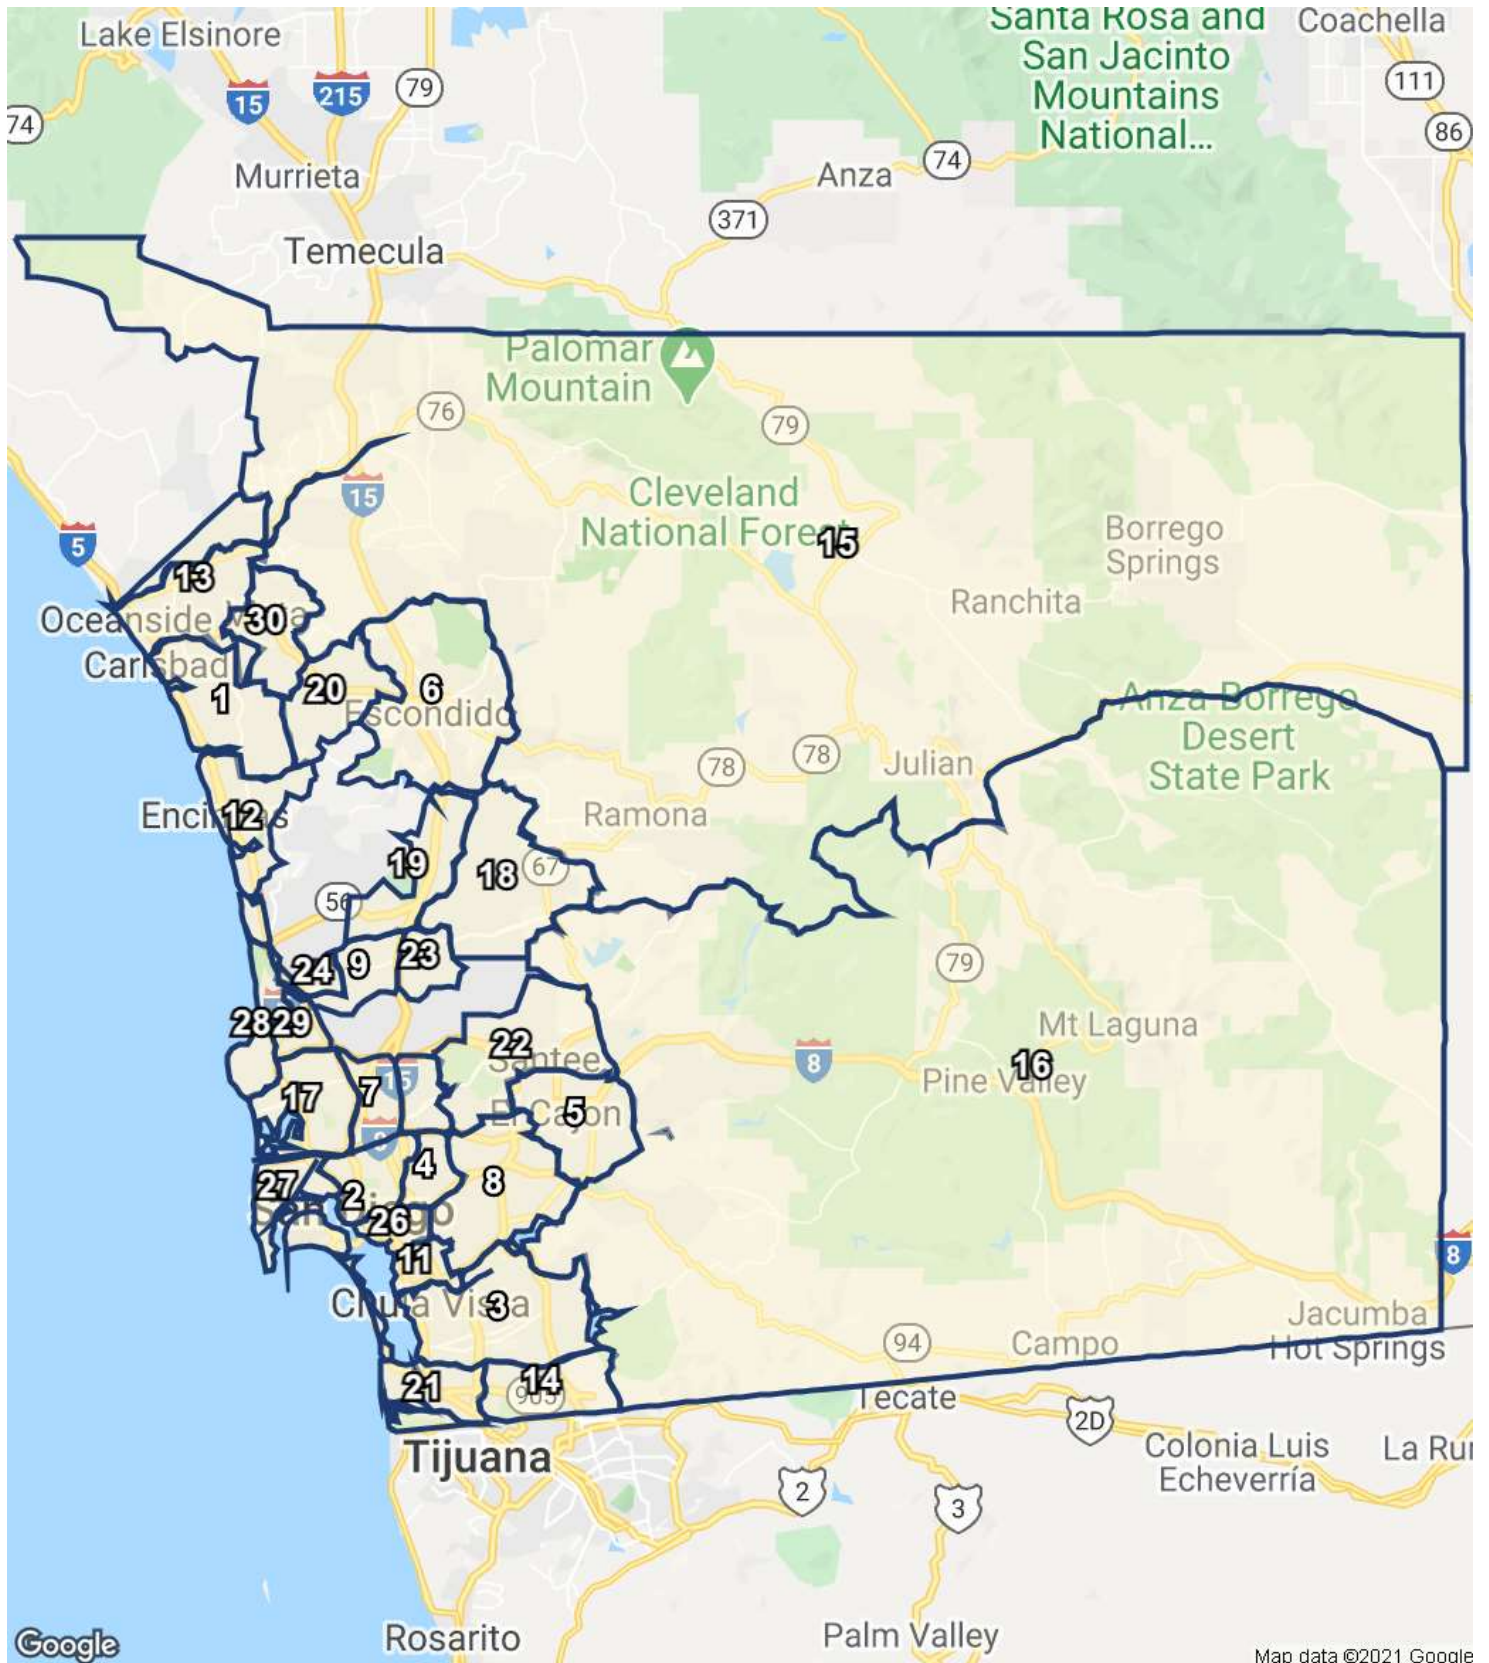 Lake Elsinore
Santa Rosa and
San Jacinto
Mountains
National...
Coachella
15
215
79
111
74
86
Murrieta
Anza
74
371
Temecula
Palomar
Mountain
76
79
15
Cleveland
National Forest
15
Borrego
Springs
5
13
Ranchita
Oceanside
Vista
30
Carlsbad
1
20
6
Escondido
Anza Borrego
Desert
State Park
78
78
Julian
Encinitas
12
Ramona
19
18
67
56
24
9
23
79
28
29
Mt Laguna
22
Santee
8
16
Pine Valley
7
15
17
5
El Cajon
8
4
8
27
2
San Diego
26
11
8
Chula Vista
3
Jacumba
Hot Springs
94
Campo
21
14
905
Tecate
2D
Tijuana
Colonia Luis
Echeverría
La Ru
2
3
Google
Rosarito
Palm Valley
Map data ©2021 Google